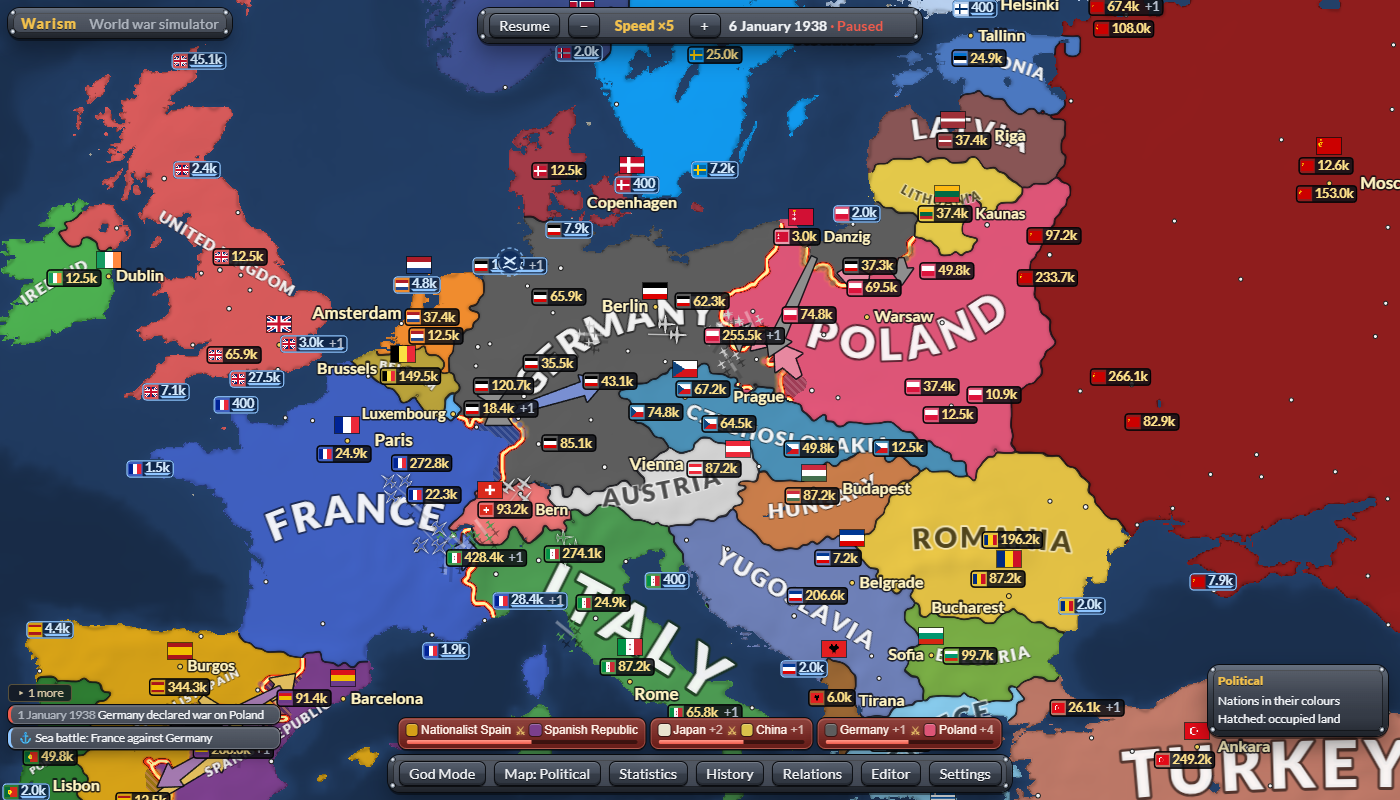 Warism World war simulator
Resume − Speed ×5 + 6 January 1938 · Paused
400 Helsinki
67.4k +1
108.0k
Tallinn
24.9k
45.1k
2.0k
25.0k
LATVIA
Riga
37.4k
2.4k
12.5k
400
7.2k
Copenhagen
12.6k
153.0k Mosc
LITHUANIA
37.4k Kaunas
2.0k
3.0k Danzig
7.9k
97.2k
UNITED KINGDOM
12.5k
IRELAND
12.5k Dublin
4.8k
37.3k
49.8k
69.5k
233.7k
65.9k
Berlin
62.3k
74.8k
Warsaw
POLAND
GERMANY
Amsterdam 37.4k
12.5k
255.5k +1
3.0k +1
65.9k
35.5k
Brussels
149.5k
120.7k
43.1k
67.2k
Prague
266.1k
37.4k
10.9k
12.5k
82.9k
7.1k
27.5k
400
Luxembourg
18.4k +1
74.8k
64.5k
CZECHOSLOVAKIA
49.8k
12.5k
Paris
24.9k
272.8k
85.1k
1.5k
Vienna 87.2k
AUSTRIA
22.3k
93.2k Bern
87.2k Budapest
HUNGARY
FRANCE
ROMANIA
196.2k
87.2k
428.4k +1
274.1k
7.2k
Belgrade
YUGOSLAVIA
206.6k
400
7.9k
28.4k +1
24.9k
Bucharest
2.0k
ITALY
4.4k
1.9k
87.2k
Rome
Sofia
99.7k
2.0k
Burgos
344.3k
91.4k Barcelona
6.0k Tirana
65.8k +1
26.1k +1
Political
Nations in their colours
Hatched: occupied land
▸ 1 more
1 January 1938 Germany declared war on Poland
Sea battle: France against Germany
Nationalist Spain Spanish Republic
Japan +2 China +1
Germany +1 Poland +4
49.8k
2.0k Lisbon
12.5k
Ankara
249.2k
TURKEY
God Mode Map: Political Statistics History Relations Editor Settings